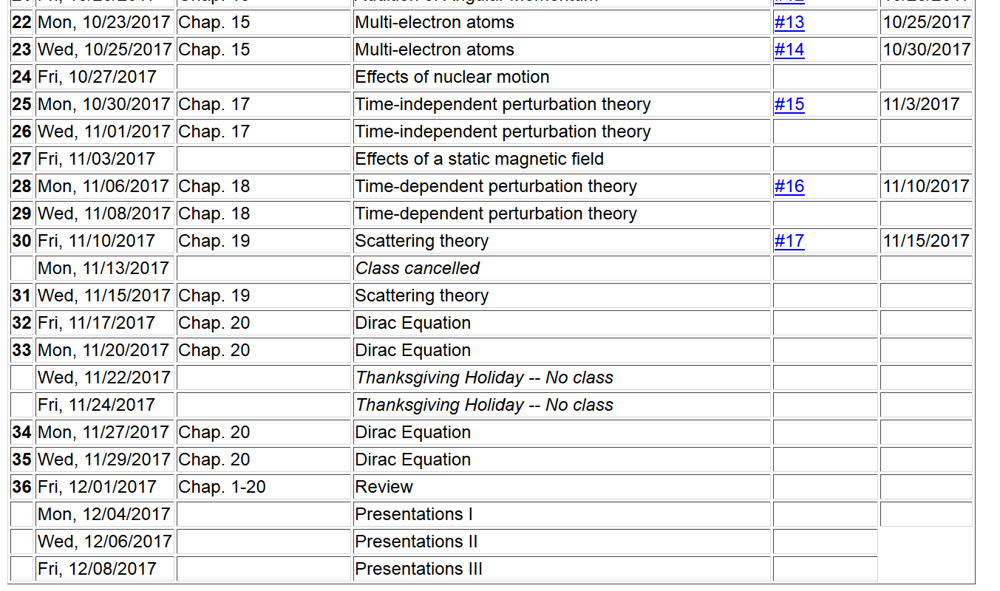 22 Mon, 10/23/2017 Chap. 15 Multi-electron atoms #13 10/25/2017
23 Wed, 10/25/2017 Chap. 15 Multi-electron atoms #14 10/30/2017
24 Fri, 10/27/2017 Effects of nuclear motion
25 Mon, 10/30/2017 Chap. 17 Time-independent perturbation theory #15 11/3/2017
26 Wed, 11/01/2017 Chap. 17 Time-independent perturbation theory
27 Fri, 11/03/2017 Effects of a static magnetic field
28 Mon, 11/06/2017 Chap. 18 Time-dependent perturbation theory #16 11/10/2017
29 Wed, 11/08/2017 Chap. 18 Time-dependent perturbation theory
30 Fri, 11/10/2017 Chap. 19 Scattering theory #17 11/15/2017
Mon, 11/13/2017 Class cancelled
31 Wed, 11/15/2017 Chap. 19 Scattering theory
32 Fri, 11/17/2017 Chap. 20 Dirac Equation
33 Mon, 11/20/2017 Chap. 20 Dirac Equation
Wed, 11/22/2017 Thanksgiving Holiday -- No class
Fri, 11/24/2017 Thanksgiving Holiday -- No class
34 Mon, 11/27/2017 Chap. 20 Dirac Equation
35 Wed, 11/29/2017 Chap. 20 Dirac Equation
36 Fri, 12/01/2017 Chap. 1-20 Review
Mon, 12/04/2017 Presentations I
Wed, 12/06/2017 Presentations II
Fri, 12/08/2017 Presentations III